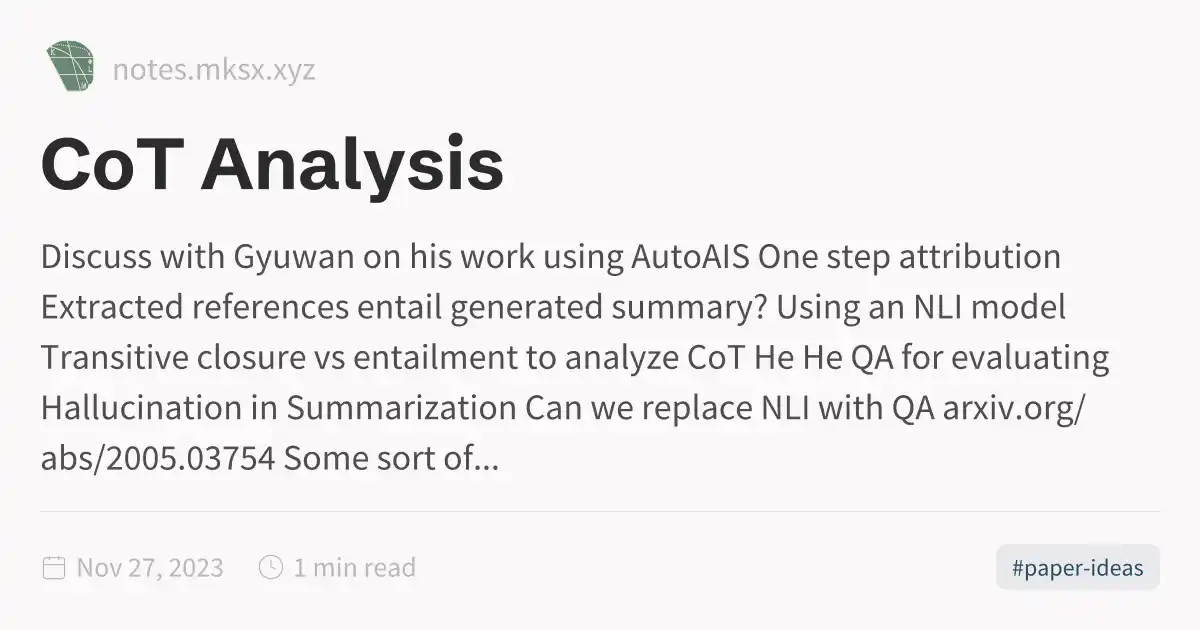 notes.mksx.xyz
CoT Analysis
Discuss with Gyuwan on his work using AutoAIS One step attribution
Extracted references entail generated summary? Using an NLI model
Transitive closure vs entailment to analyze CoT He He QA for evaluating
Hallucination in Summarization Can we replace NLI with QA arxiv.org/
abs/2005.03754 Some sort of...
Nov 27, 2023 1 min read
#paper-ideas